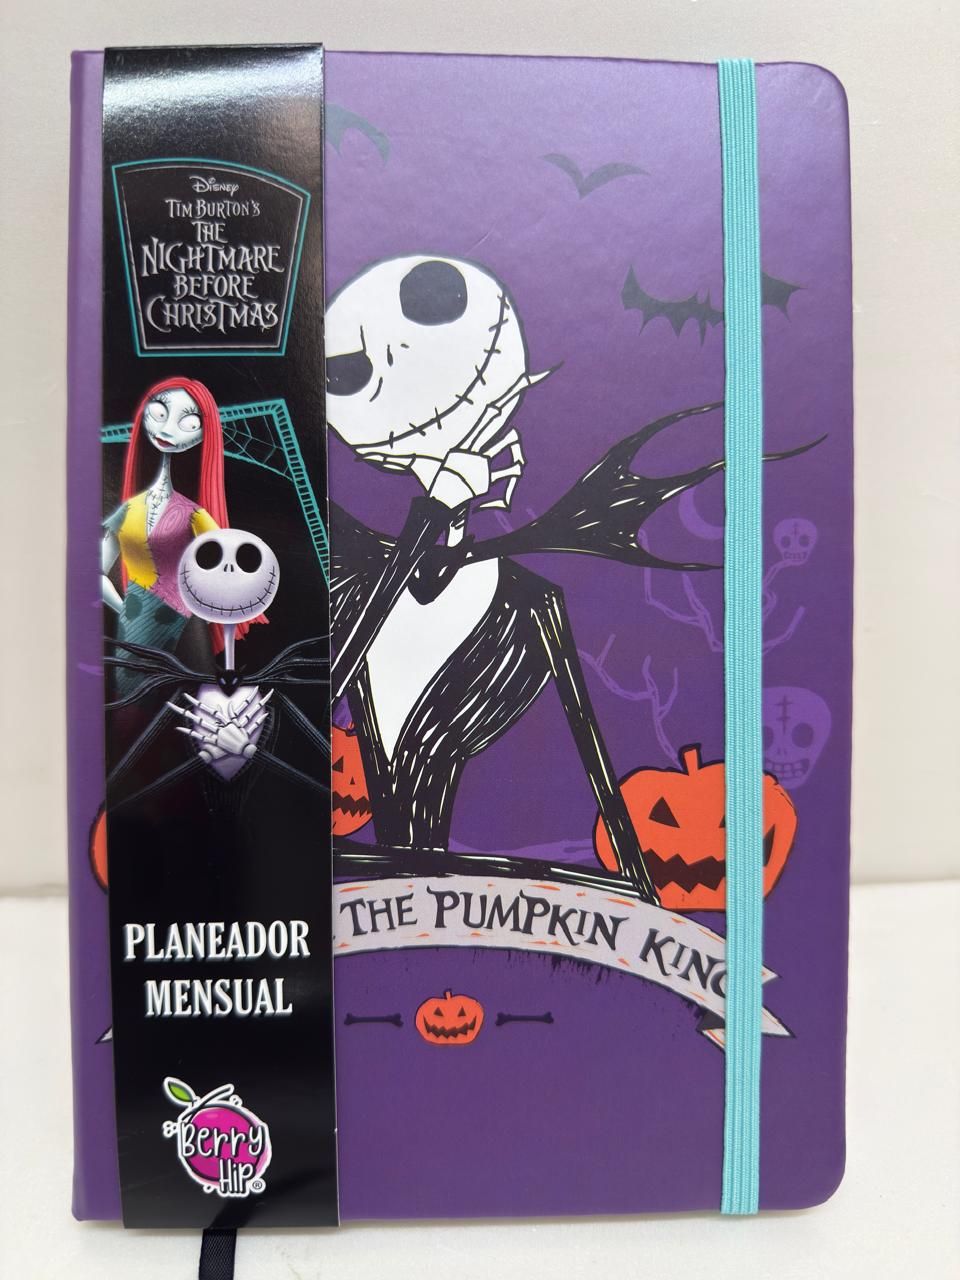 Disney
TIM BURTON'S
THE
NIGHTMARE
BEFORE
CHRISTMAS
THE PUMPKIN KING
PLANEADOR
MENSUAL
Berry
Hip®